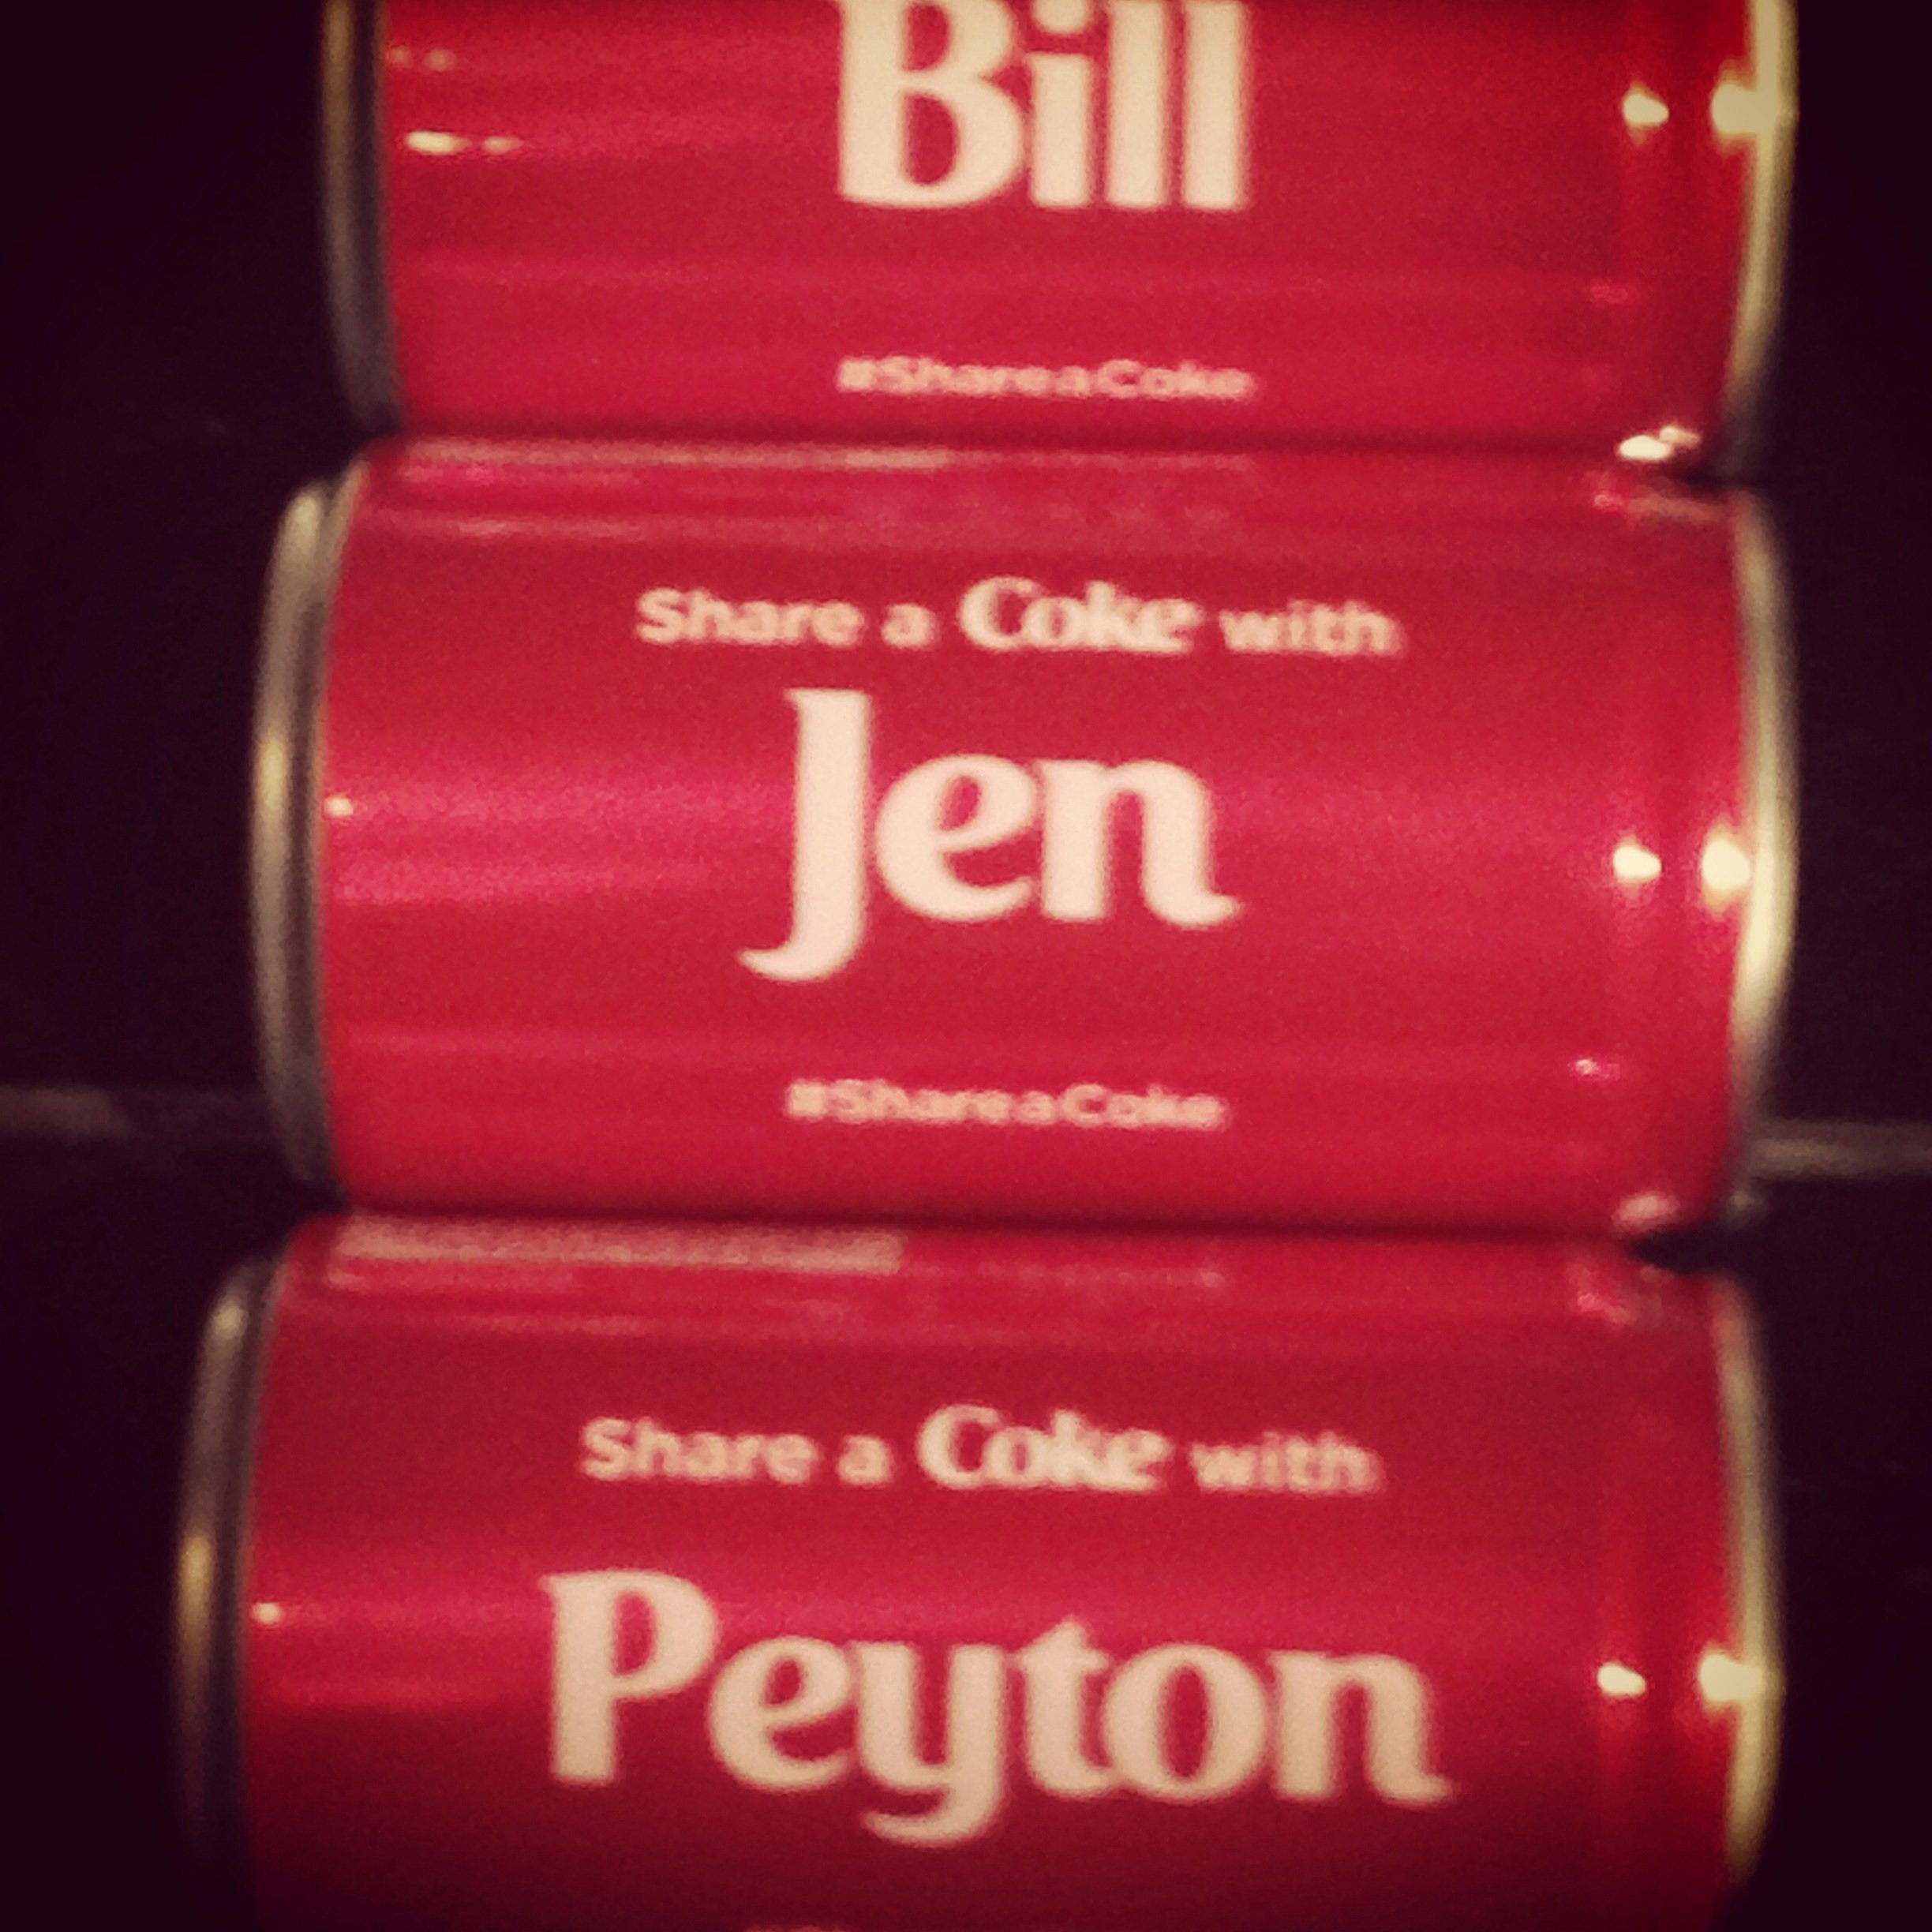 Bill
#ShareaCoke
Share a Coke with
Jen
#ShareaCoke
Share a Coke with
Peyton